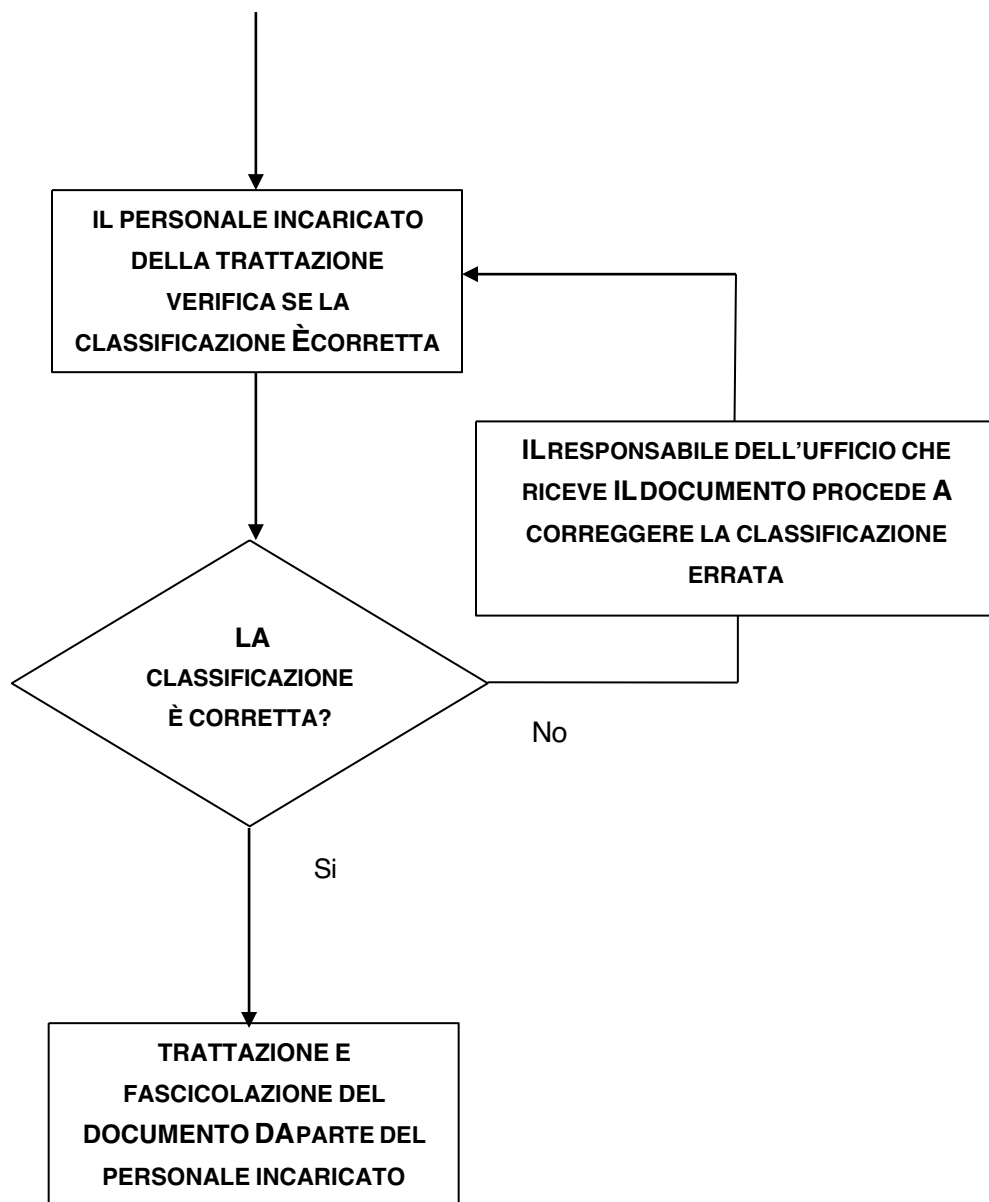 IL PERSONALE INCARICATO
DELLA TRATTAZIONE
VERIFICA SE LA
CLASSIFICAZIONE ÈCORRETTA
ILRESPONSABILE DELL’UFFICIO CHE
RICEVE ILDOCUMENTO PROCEDE A
CORREGGERE LA CLASSIFICAZIONE
ERRATA
LA
CLASSIFICAZIONE
È CORRETTA?
No
Si
TRATTAZIONE E
FASCICOLAZIONE DEL
DOCUMENTO DAPARTE DEL
PERSONALE INCARICATO